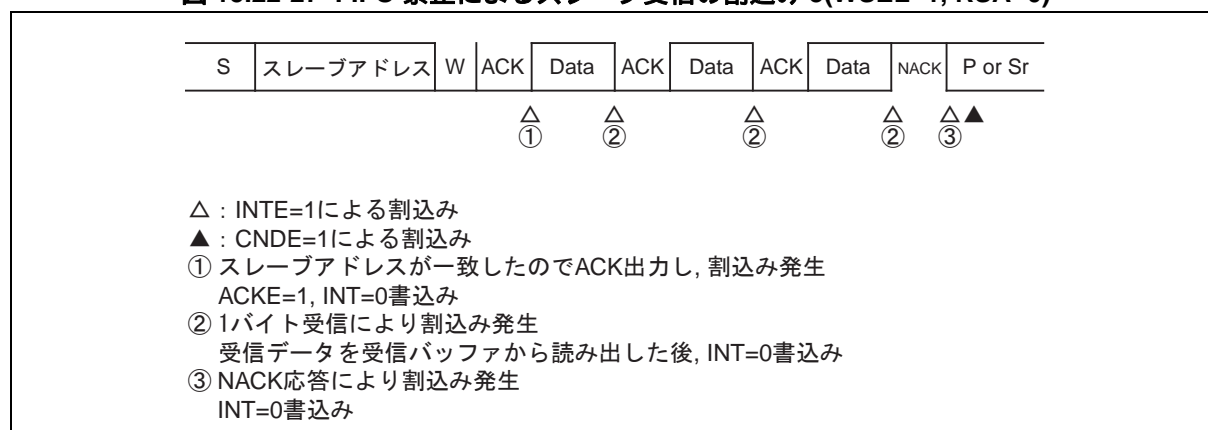 S スレーブアドレス W ACK Data ACK Data ACK Data NACK P or Sr
△ △ △ △ △▲
① ② ② ② ③
△：INTE=1による割込み
▲：CNDE=1による割込み
① スレーブアドレスが一致したのでACK出力し, 割込み発生
ACKE=1, INT=0書込み
② 1バイト受信により割込み発生
受信データを受信バッファから読み出した後, INT=0書込み
③ NACK応答により割込み発生
INT=0書込み